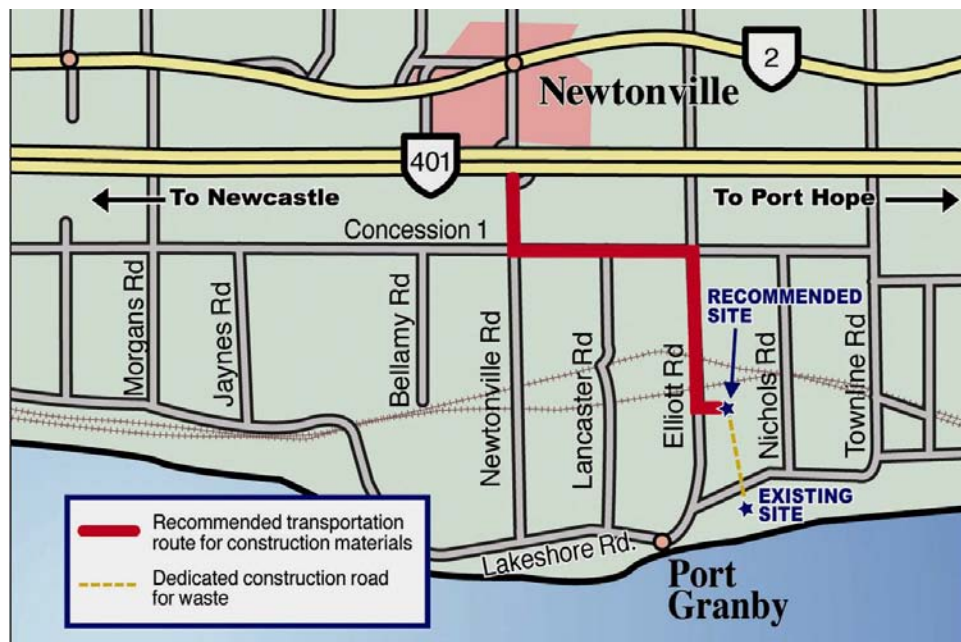 2
Newtonville
401
To Newcastle
To Port Hope
Concession 1
Morgans Rd
Jaynes Rd
Bellamy Rd
Newtonville Rd
Lancaster Rd
Elliott Rd
RECOMMENDED
SITE
Nichols Rd
Townline Rd
EXISTING
SITE
Lakeshore Rd.
Port
Granby
Recommended transportation
route for construction materials
Dedicated construction road
for waste